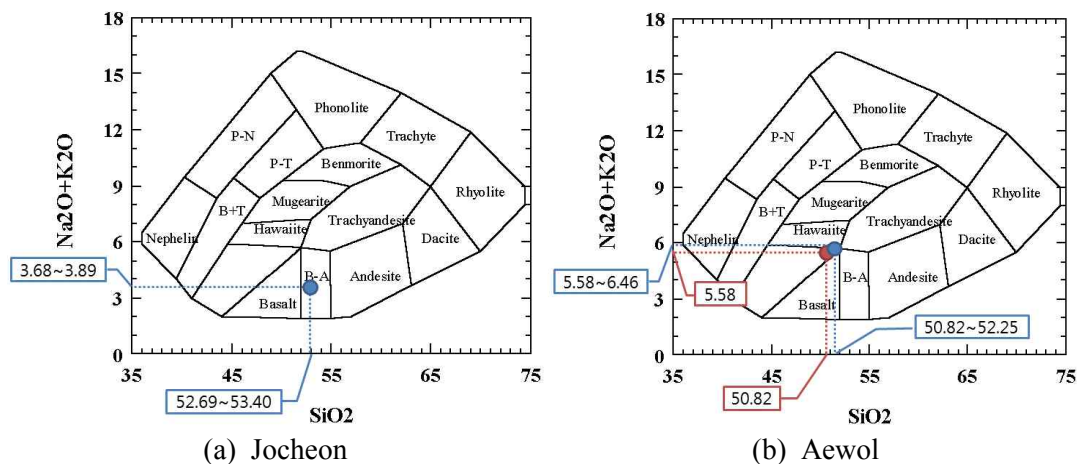 18
15
12
9
6
3
0
Na2O+K2O
Phonolite
P-N
Trachyte
P-T
Benmorite
Rhyolite
B+T
Mugearite
Trachyandesite
Nephelin
Hawaiite
Dacite
3.68~3.89
B-A
Andesite
Basalt
35
45
55
65
75
52.69~53.40
SiO2
(a) Jocheon
18
15
12
9
6
3
0
Na2O+K2O
Phonolite
P-N
Trachyte
P-T
Benmorite
Rhyolite
B+T
Mugearite
Trachyandesite
Nephelin
Hawaiite
Dacite
5.58~6.46
5.58
B-A
Andesite
Basalt
50.82~52.25
35
45
55
65
75
50.82
SiO2
(b) Aewol